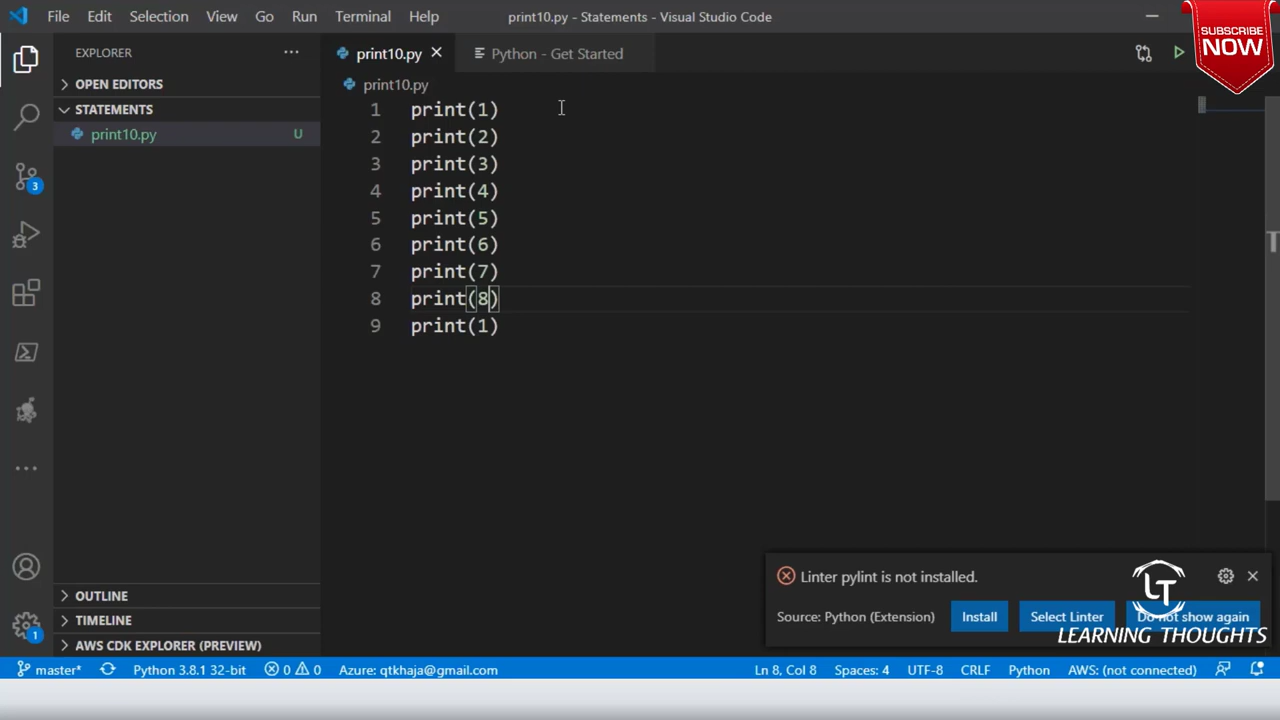 File Edit Selection View Go Run Terminal Help print10.py - Statements - Visual Studio Code
SUBSCRIBE
NOW
EXPLORER
print10.py
Python - Get Started
OPEN EDITORS
print10.py
STATEMENTS
print10.py U
1 print(1)
2 print(2)
3 print(3)
4 print(4)
5 print(5)
6 print(6)
7 print(7)
8 print(8)
9 print(1)
3
Linter pylint is not installed.
Source: Python (Extension) Install Select Linter Do not show again
LT
LEARNING THOUGHTS
OUTLINE
TIMELINE
AWS CDK EXPLORER (PREVIEW)
1
master* Python 3.8.1 32-bit 0 0 Azure: qtkhaja@gmail.com Ln 8, Col 8 Spaces: 4 UTF-8 CRLF Python AWS: (not connected)